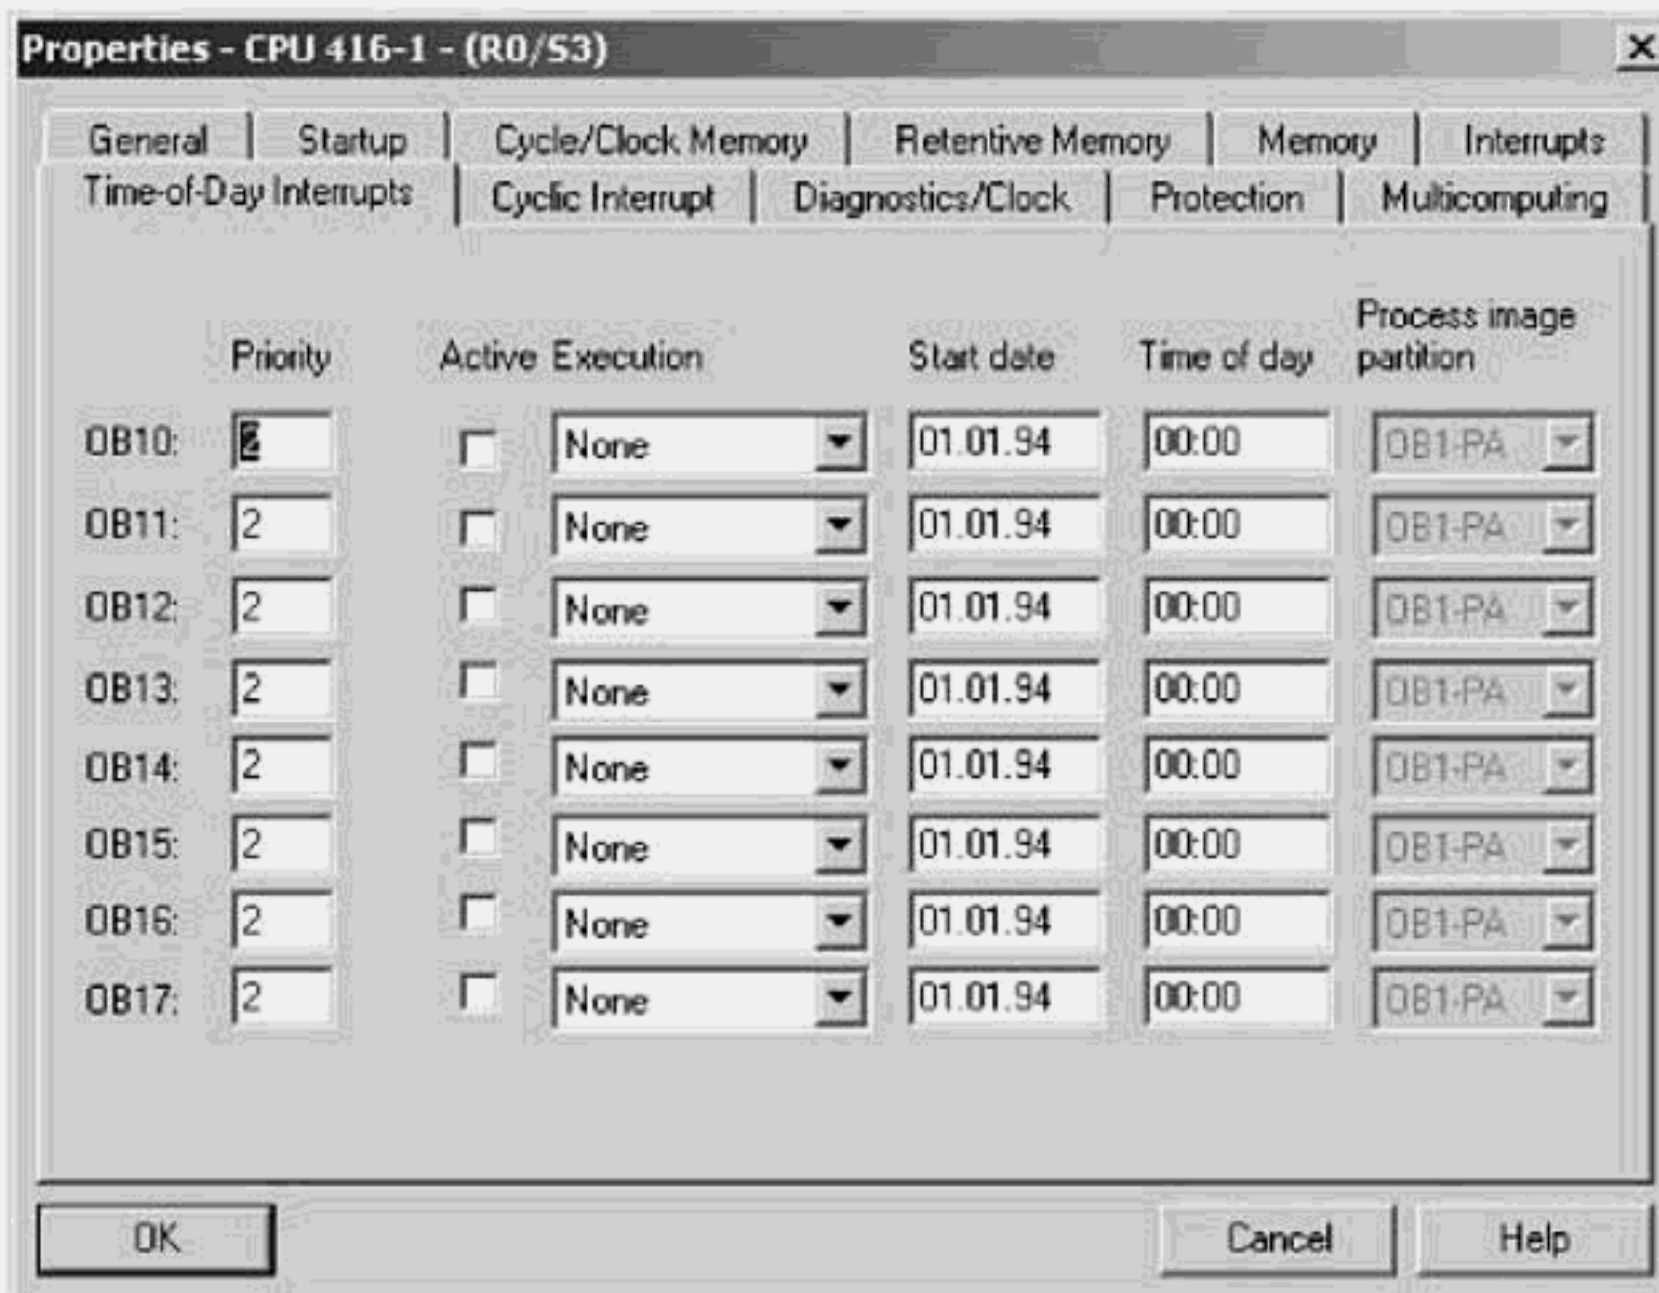 Properties - CPU 416-1 - (R0/S3)
General Startup Cycle/Clock Memory Retentive Memory Memory Interrupts
Time-of-Day Interrupts Cyclic Interrupt Diagnostics/Clock Protection Multicomputing
Priority Active Execution Start date Time of day Process image partition
OB10: 2 None 01.01.94 00:00 OB1-PA
OB11: 2 None 01.01.94 00:00 OB1-PA
OB12: 2 None 01.01.94 00:00 OB1-PA
OB13: 2 None 01.01.94 00:00 OB1-PA
OB14: 2 None 01.01.94 00:00 OB1-PA
OB15: 2 None 01.01.94 00:00 OB1-PA
OB16: 2 None 01.01.94 00:00 OB1-PA
OB17: 2 None 01.01.94 00:00 OB1-PA
OK Cancel Help